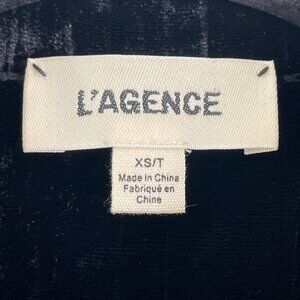 L'AGENCE
XS/T
Made in China
Fabriqué en
Chine